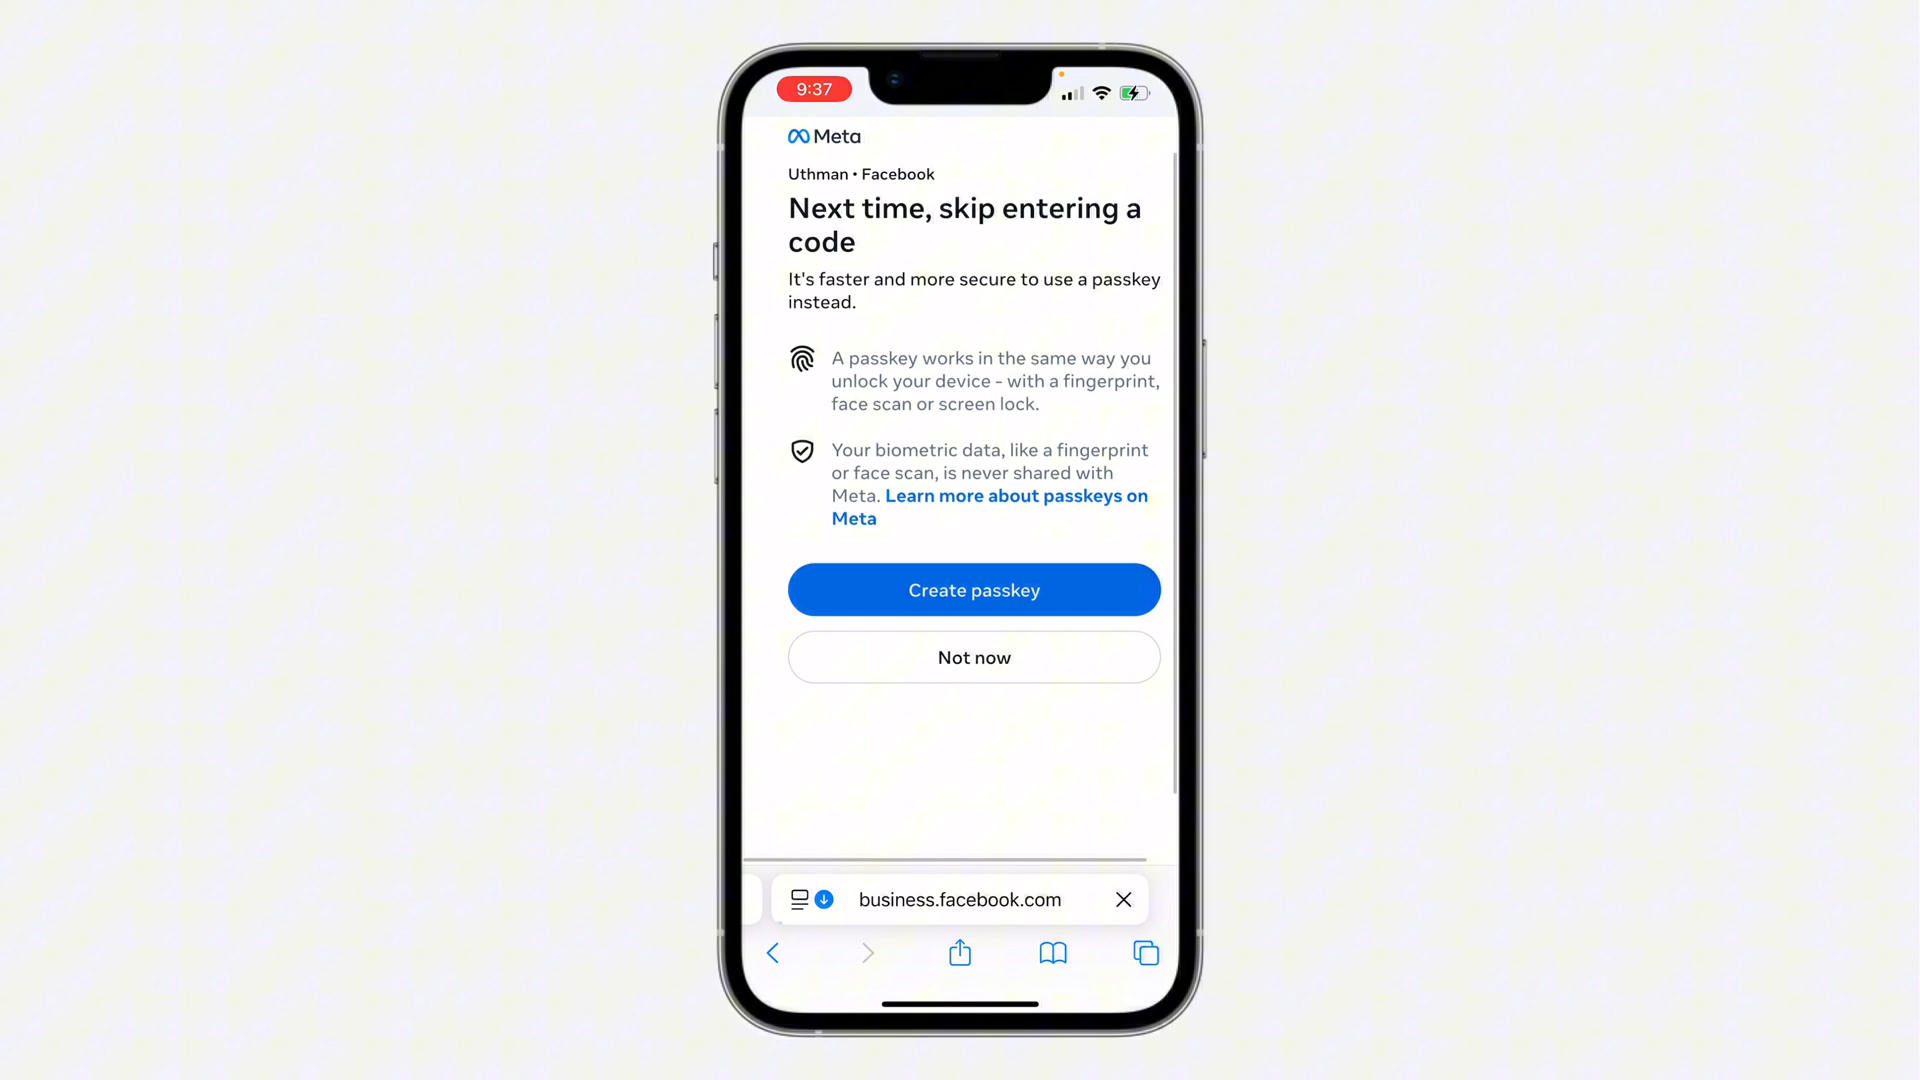 9:37
Meta
Uthman • Facebook
Next time, skip entering a
code
It's faster and more secure to use a passkey
instead.
A passkey works in the same way you
unlock your device - with a fingerprint,
face scan or screen lock.
Your biometric data, like a fingerprint
or face scan, is never shared with
Meta. Learn more about passkeys on
Meta
Create passkey
Not now
business.facebook.com